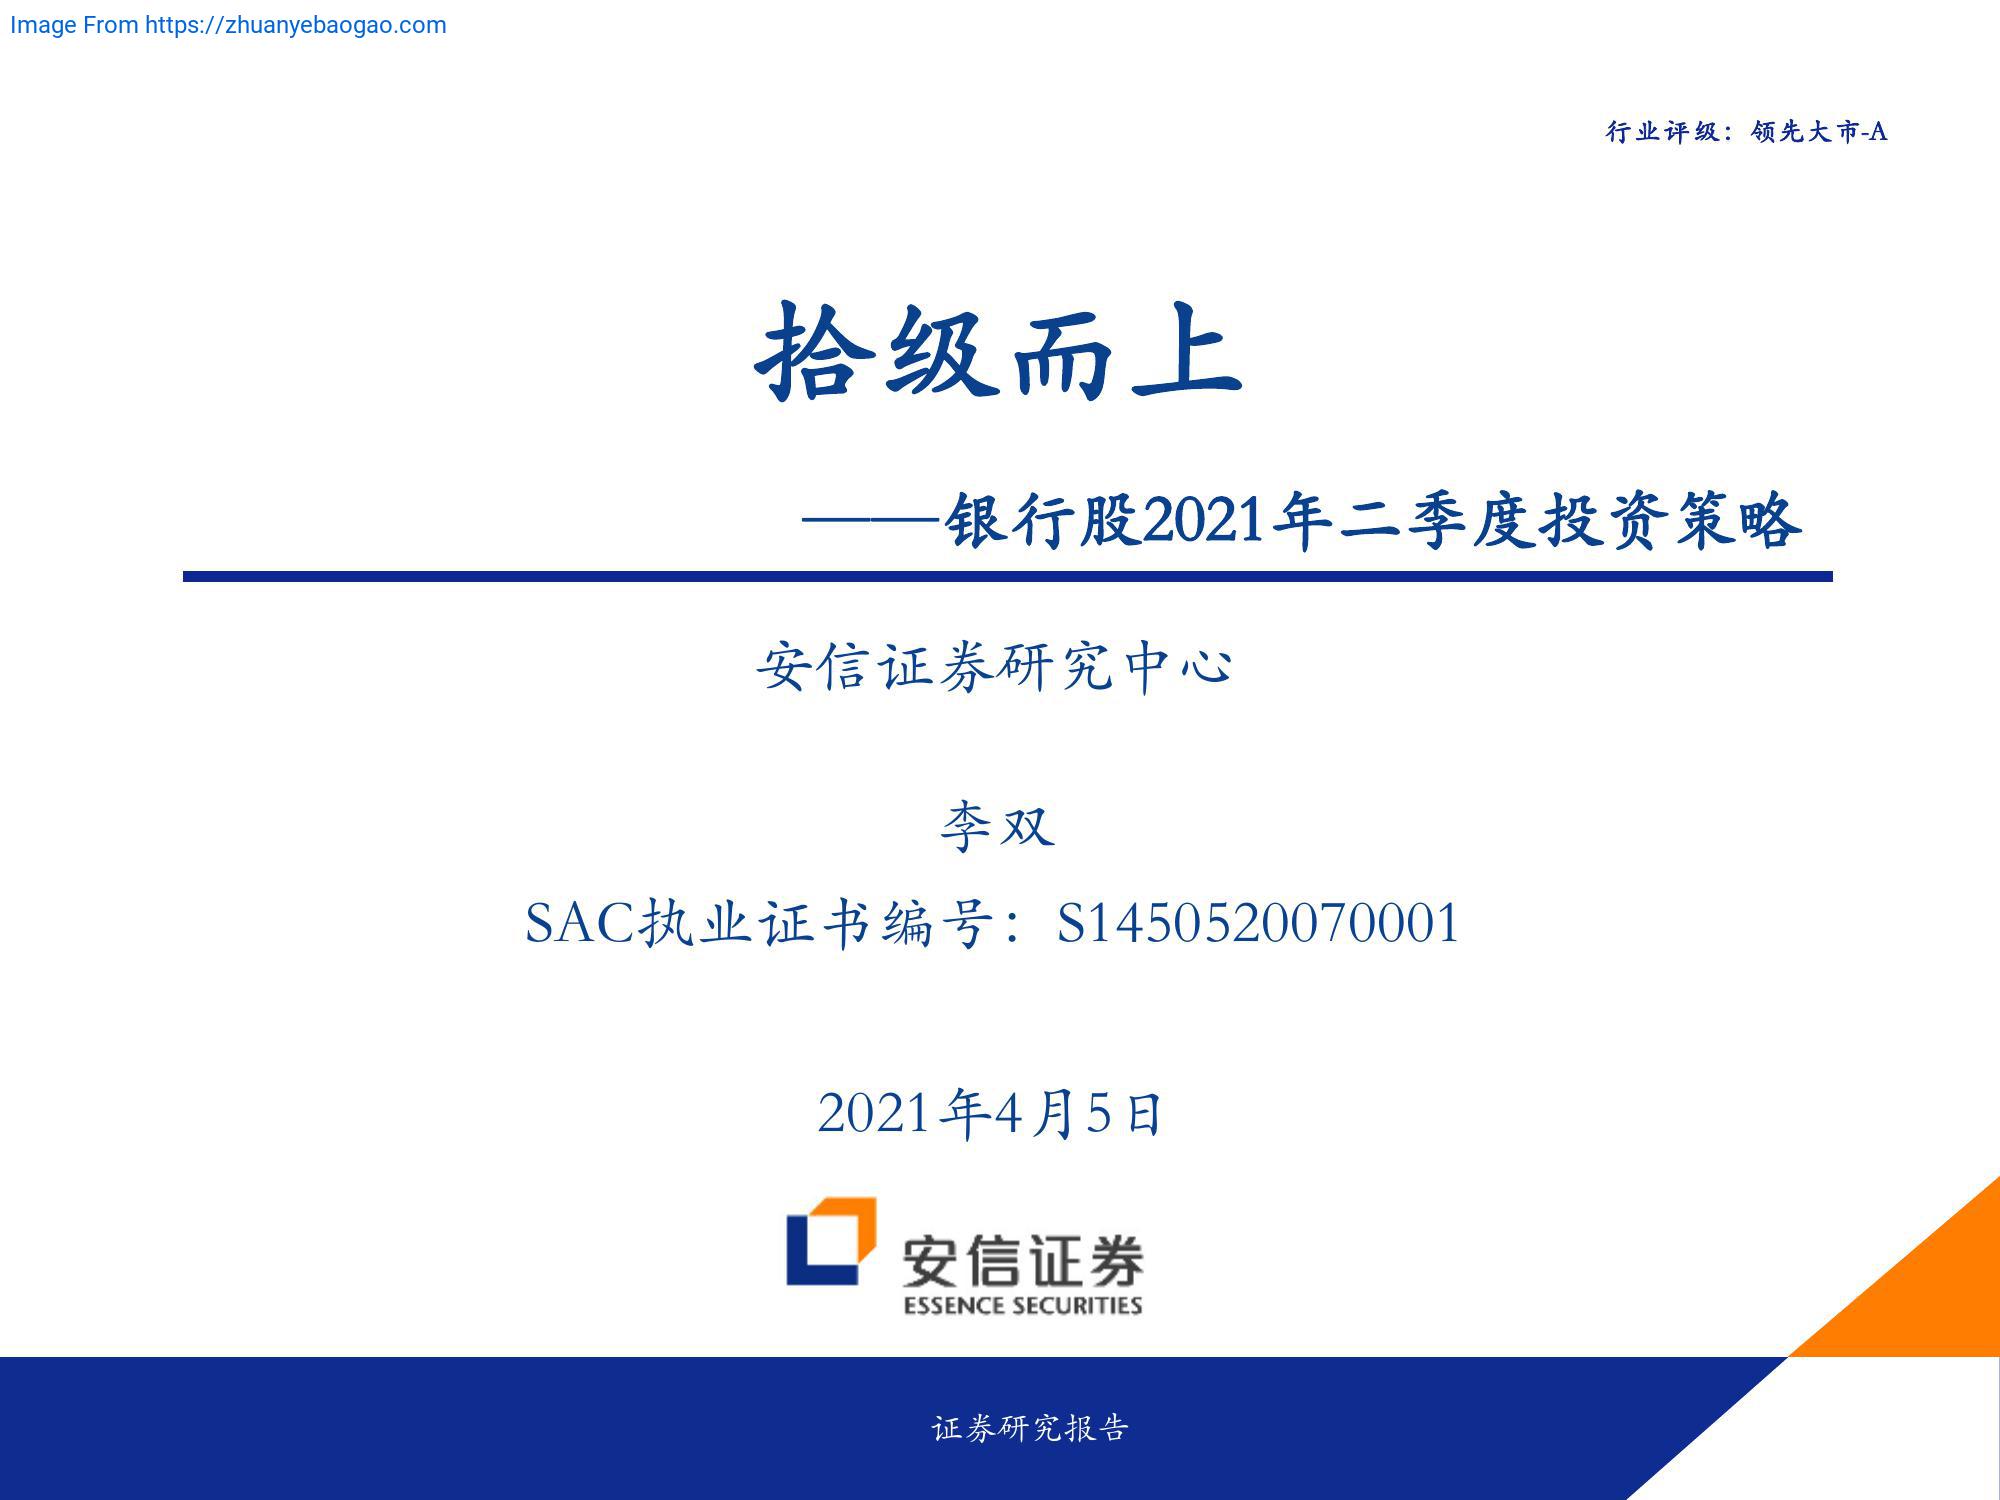 Image From https://zhuanyebaogao.com
行业评级：领先大市-A
拾级而上
——银行股2021年二季度投资策略
安信证券研究中心
李双
SAC执业证书编号：S1450520070001
2021年4月5日
安信证券
ESSENCE SECURITIES
证券研究报告